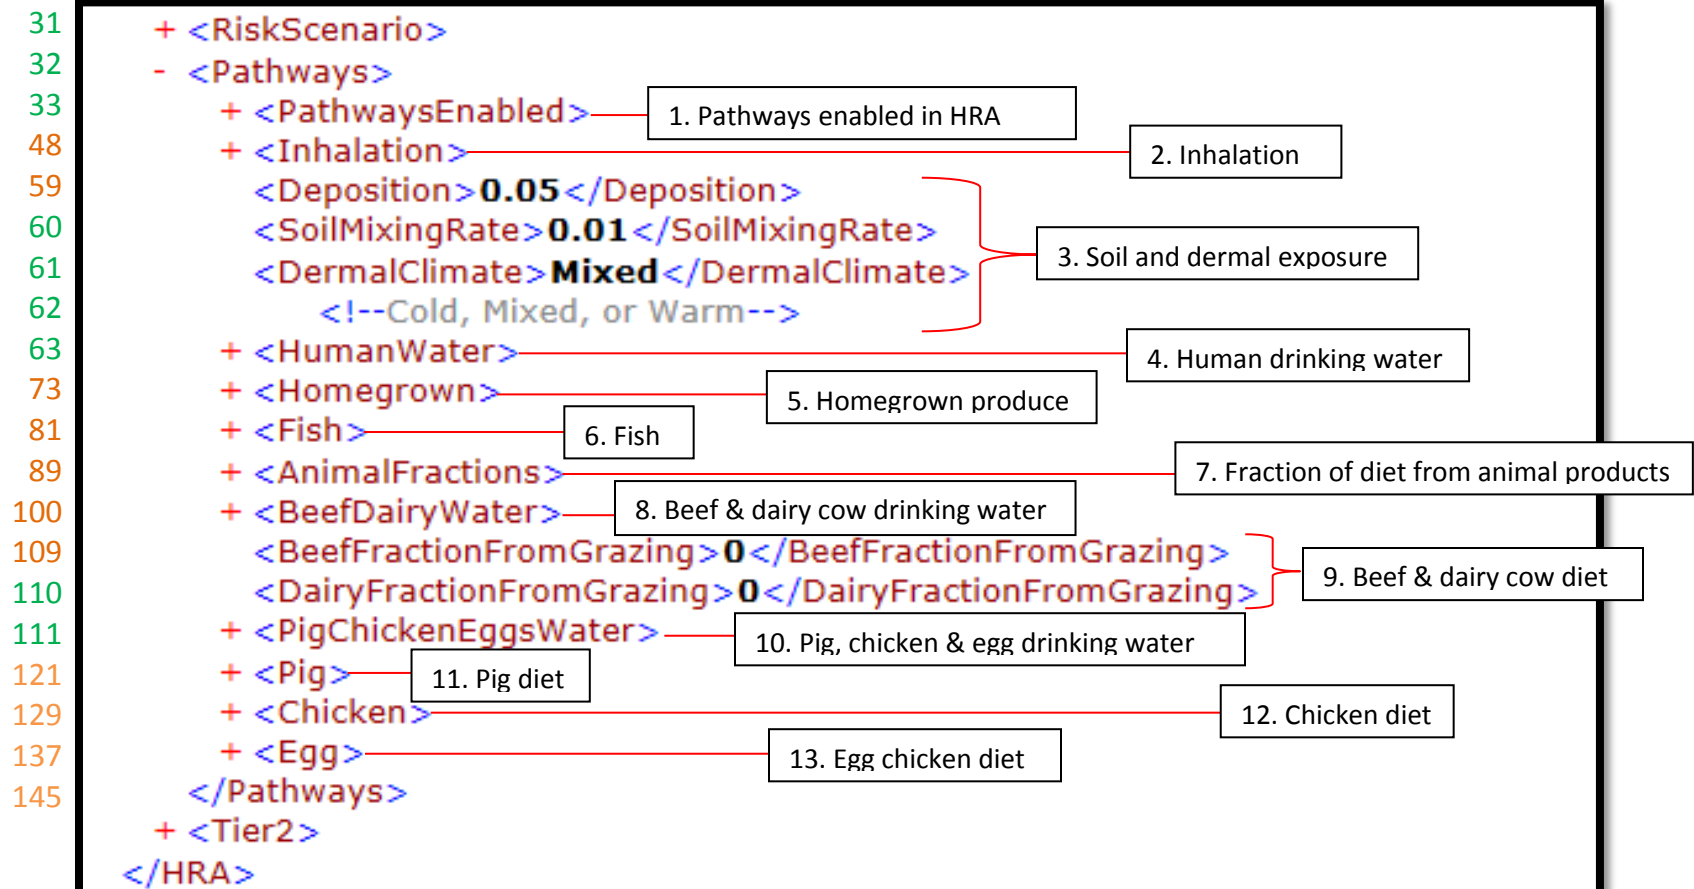 31 + <RiskScenario>
32 - <Pathways>
33 + <PathwaysEnabled> 1. Pathways enabled in HRA
48 + <Inhalation> 2. Inhalation
59 <Deposition>0.05</Deposition>
60 <SoilMixingRate>0.01</SoilMixingRate>
3. Soil and dermal exposure
61 <DermalClimate>Mixed</DermalClimate>
62 <!--Cold, Mixed, or Warm-->
63 + <HumanWater> 4. Human drinking water
73 + <Homegrown> 5. Homegrown produce
81 + <Fish> 6. Fish
89 + <AnimalFractions> 7. Fraction of diet from animal products
100 + <BeefDairyWater> 8. Beef & dairy cow drinking water
109 <BeefFractionFromGrazing>0</BeefFractionFromGrazing>
9. Beef & dairy cow diet
110 <DairyFractionFromGrazing>0</DairyFractionFromGrazing>
111 + <PigChickenEggsWater> 10. Pig, chicken & egg drinking water
121 + <Pig> 11. Pig diet
129 + <Chicken> 12. Chicken diet
137 + <Egg> 13. Egg chicken diet
145 </Pathways>
+ <Tier2>
</HRA>